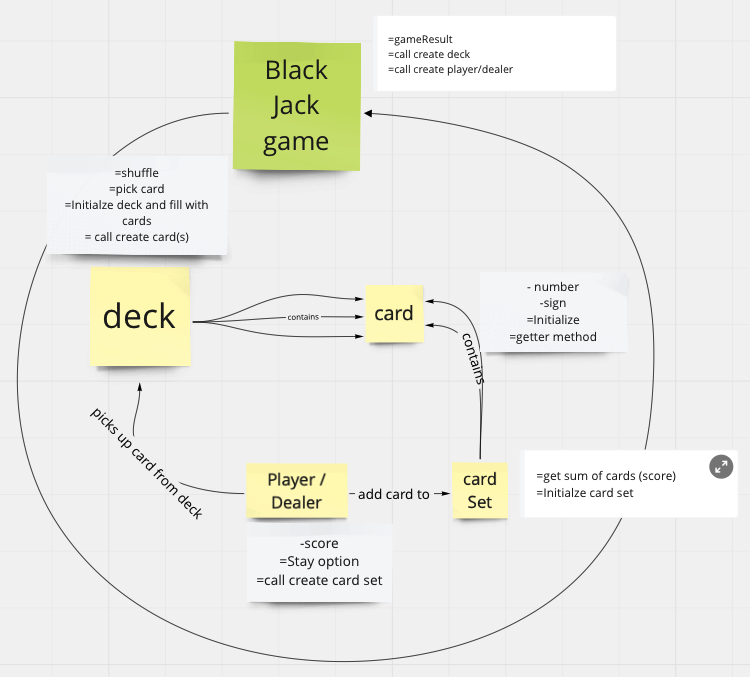 Black
Jack
game
=gameResult
=call create deck
=call create player/dealer
=shuffle
=pick card
=Initialze deck and fill with
cards
= call create card(s)
deck
contains
card
- number
-sign
=Initialize
=getter method
contains
picks up card from deck
Player /
Dealer
add card to
card
Set
=get sum of cards (score)
=Initialze card set
-score
=Stay option
=call create card set